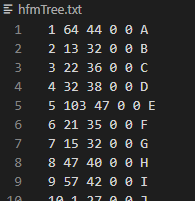 hfmTree.txt
1 1 64 44 0 0 A
2 2 13 32 0 0 B
3 3 22 36 0 0 C
4 4 32 38 0 0 D
5 5 103 47 0 0 E
6 6 21 35 0 0 F
7 7 15 32 0 0 G
8 8 47 40 0 0 H
9 9 57 42 0 0 I
10 10 1 27 0 0